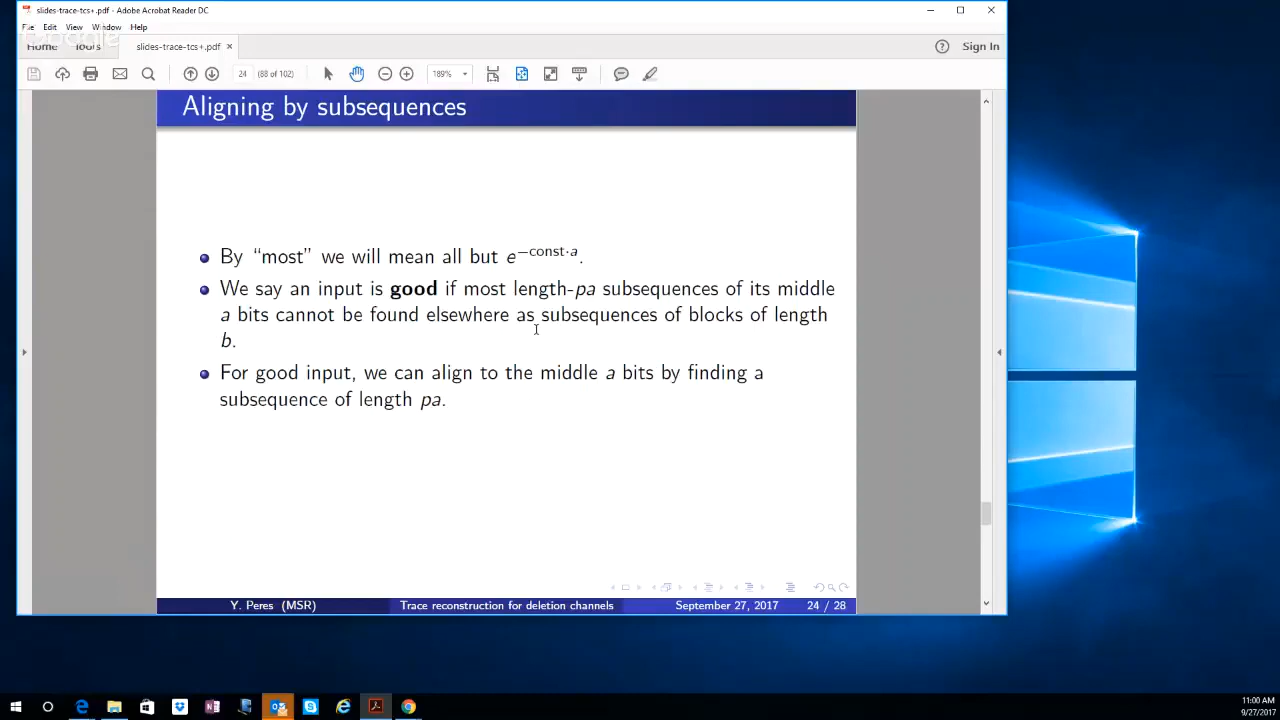 slides-trace-tcs+.pdf - Adobe Acrobat Reader DC
File Edit View Window Help
Google
Home Tools slides-trace-tcs+.pdf × ? Sign In
24 (88 of 102) 189%
Aligning by subsequences
By “most” we will mean all but e^{−const·a}.
We say an input is good if most length-pa subsequences of its middle
a bits cannot be found elsewhere as subsequences of blocks of length
b.
For good input, we can align to the middle a bits by finding a
subsequence of length pa.
Y. Peres (MSR) Trace reconstruction for deletion channels September 27, 2017 24 / 28
11:00 AM
9/27/2017